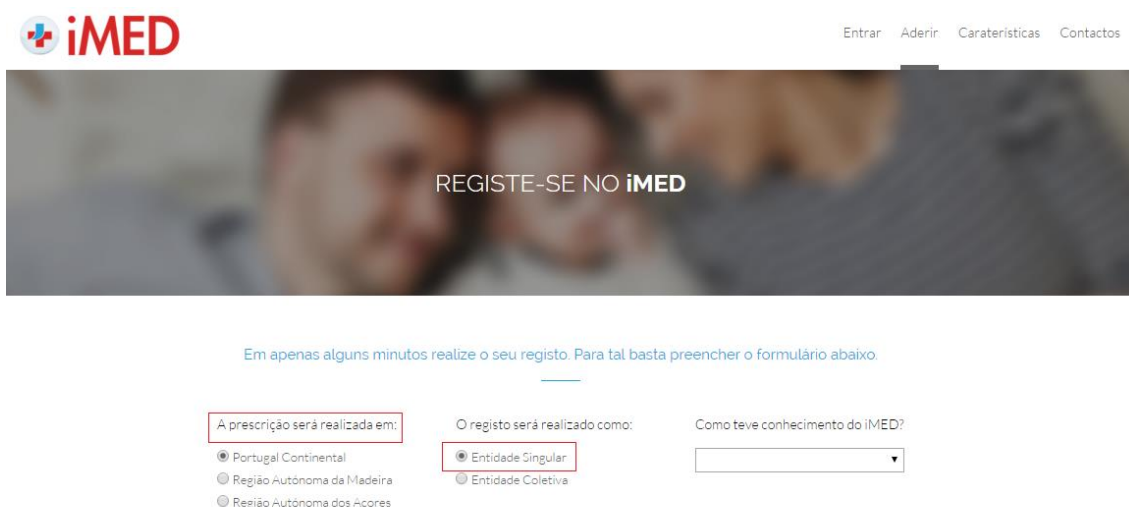 iMED
Entrar Aderir Caraterísticas Contactos
REGISTE-SE NO iMED
Em apenas alguns minutos realize o seu registo. Para tal basta preencher o formulário abaixo.
A prescrição será realizada em:
Portugal Continental
Região Autónoma da Madeira
Região Autónoma dos Açores
O registo será realizado como:
Entidade Singular
Entidade Coletiva
Como teve conhecimento do iMED?